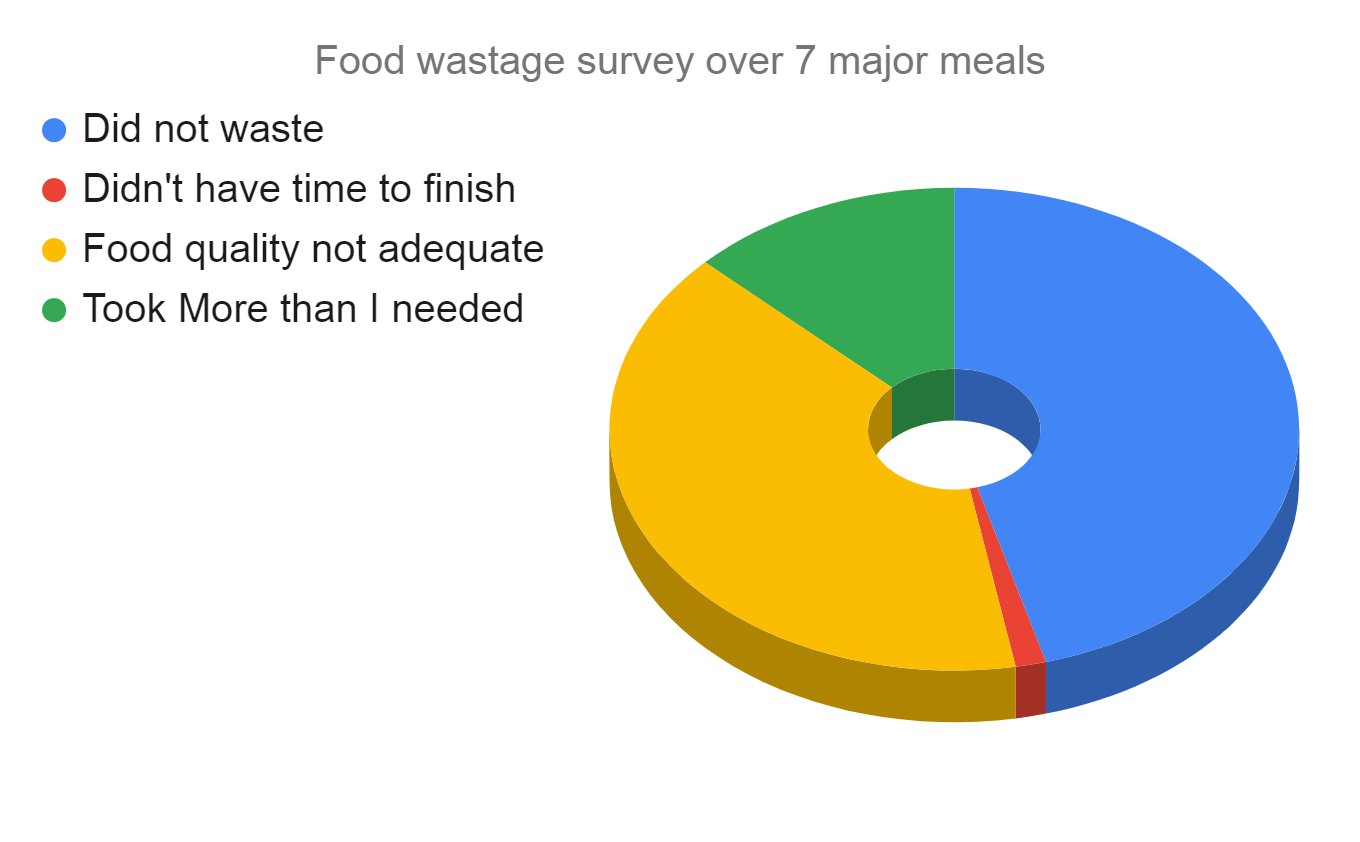 Food wastage survey over 7 major meals
Did not waste
Didn't have time to finish
Food quality not adequate
Took More than I needed